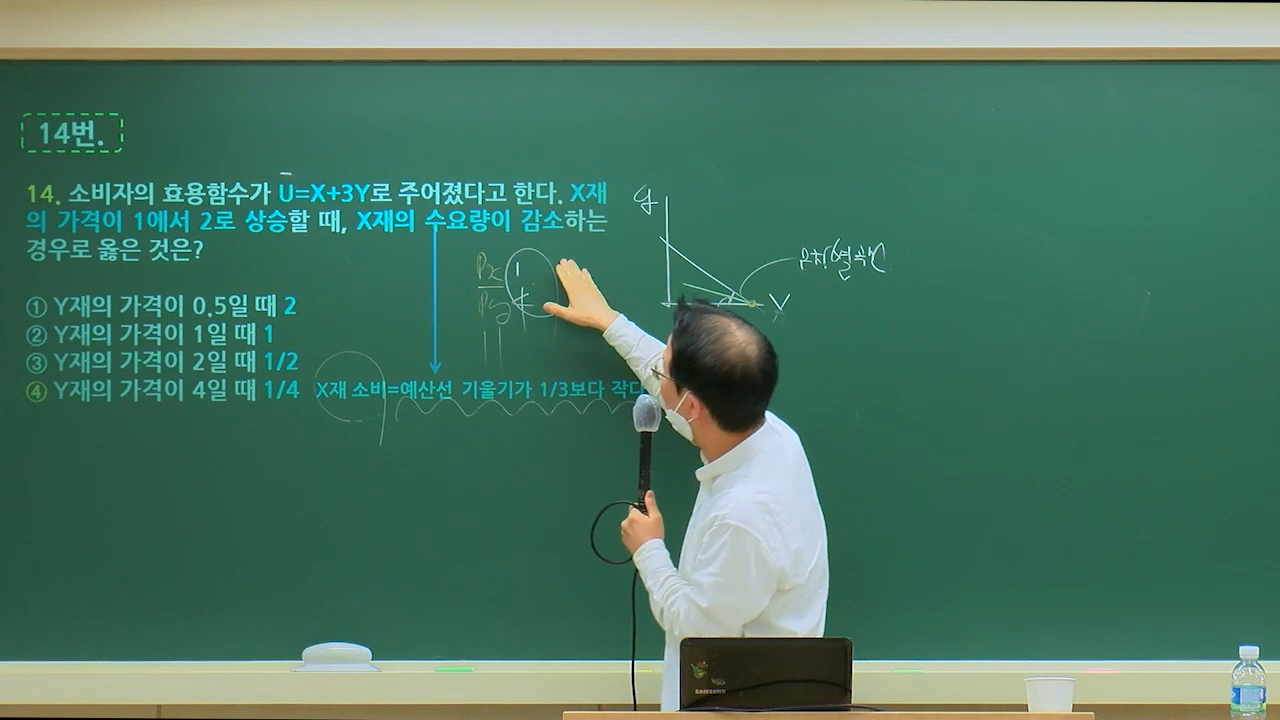 14번.
14. 소비자의 효용함수가 U=X+3Y로 주어졌다고 한다. X재
의 가격이 1에서 2로 상승할 때, X재의 수요량이 감소하는
경우로 옳은 것은?
① Y재의 가격이 0.5일 때 2
② Y재의 가격이 1일 때 1
③ Y재의 가격이 2일 때 1/2
④ Y재의 가격이 4일 때 1/4 X재 소비=예산선 기울기가 1/3보다 작다
Px
Py
1
y
X
SAMSUNG